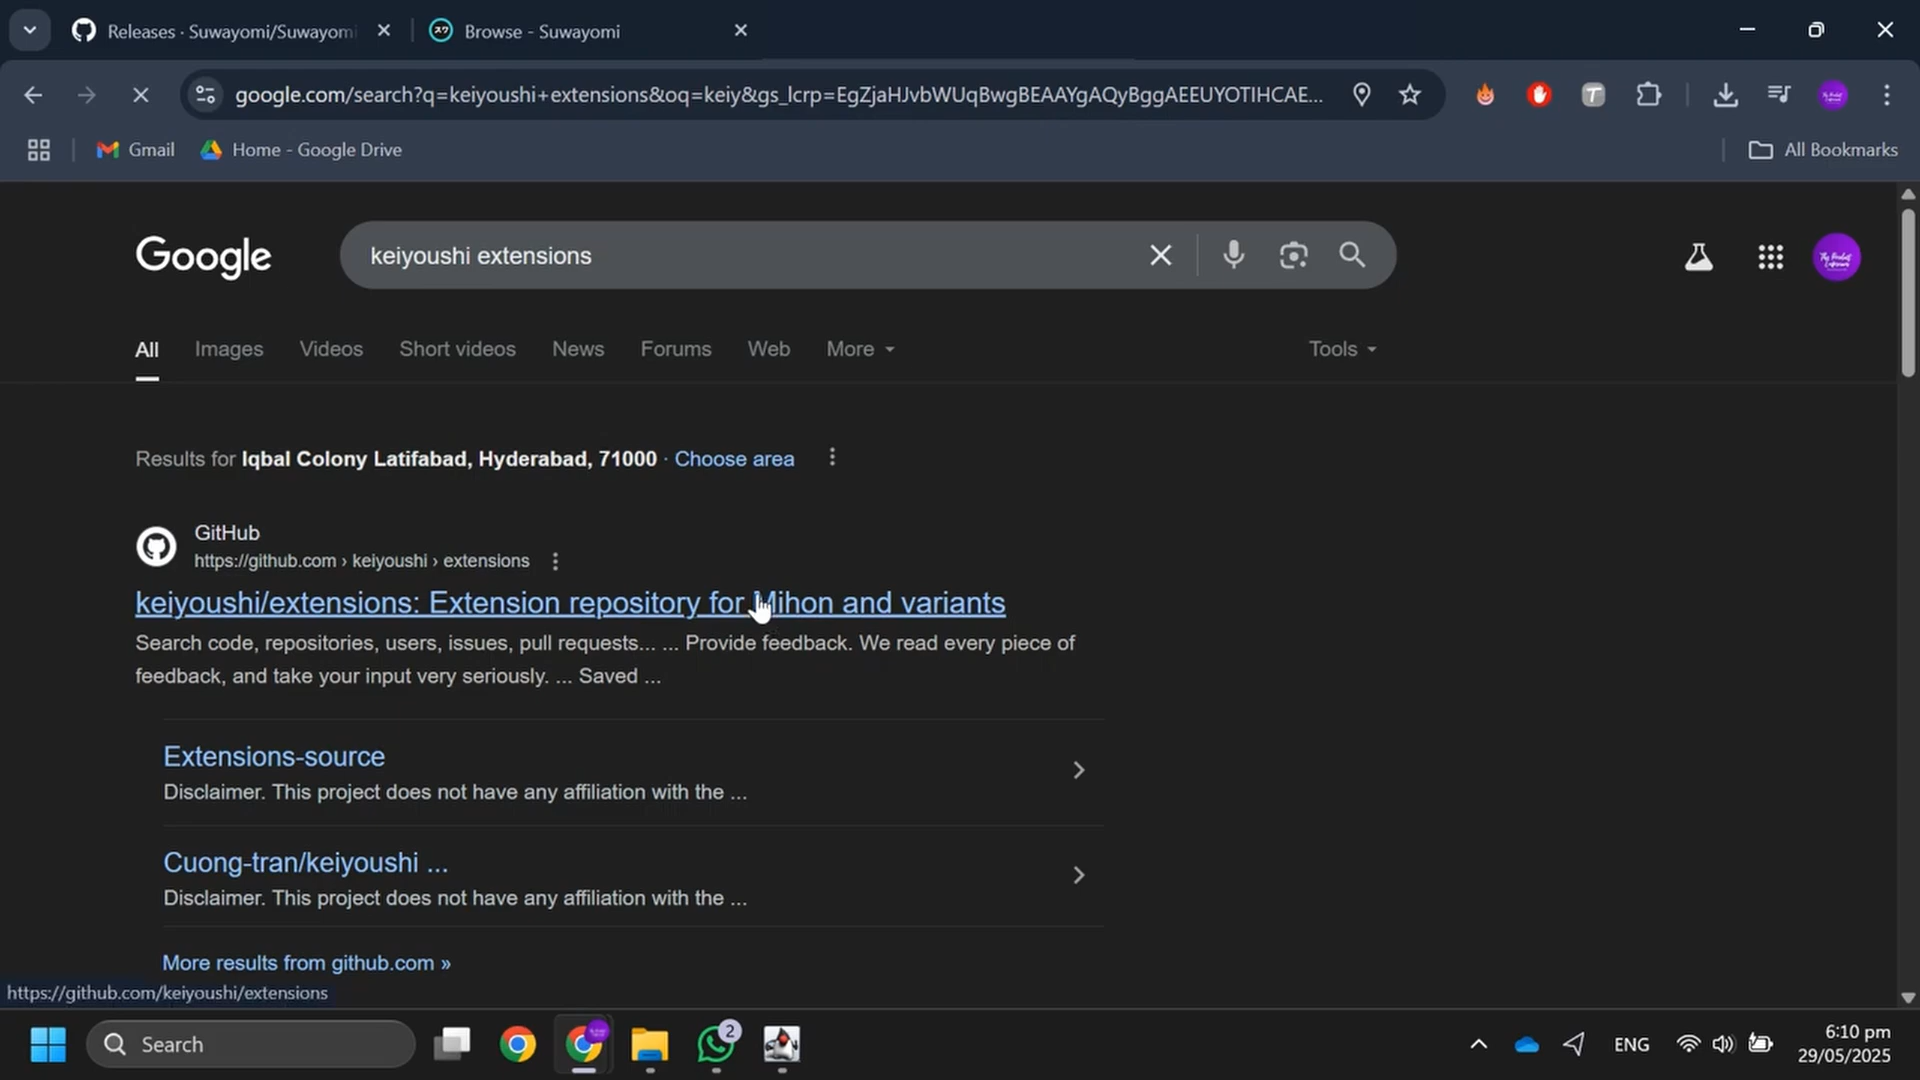 Releases · Suwayomi/Suwayomi
スワ Browse - Suwayomi
google.com/search?q=keiyoushi+extensions&oq=keiy&gs_lcrp=EgZjaHJvbWUqBwgBEAAYgAQyBggAEEUYOTIHCAE...
T
Gmail
Home - Google Drive
All Bookmarks
Google
keiyoushi extensions
All
Images
Videos
Short videos
News
Forums
Web
More
Tools
Results for Iqbal Colony Latifabad, Hyderabad, 71000 · Choose area
GitHub
https://github.com › keiyoushi › extensions
keiyoushi/extensions: Extension repository for Mihon and variants
Search code, repositories, users, issues, pull requests... ... Provide feedback. We read every piece of
feedback, and take your input very seriously. ... Saved ...
Extensions-source
Disclaimer. This project does not have any affiliation with the ...
Cuong-tran/keiyoushi ...
Disclaimer. This project does not have any affiliation with the ...
More results from github.com »
https://github.com/keiyoushi/extensions
Search
2
ENG
6:10 pm
29/05/2025